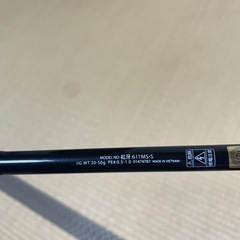 MODEL NO 紅牙 611MS-S
JIG WT 20-50g PE# 0.5-1.0 01474767 MADE IN VIETNAM